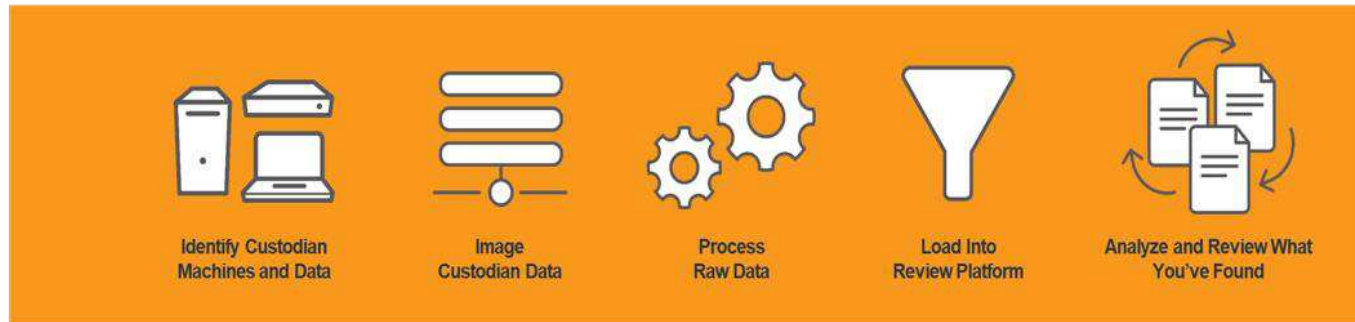 Identify Custodian
Machines and Data
Image
Custodian Data
Process
Raw Data
Load Into
Review Platform
Analyze and Review What
You've Found